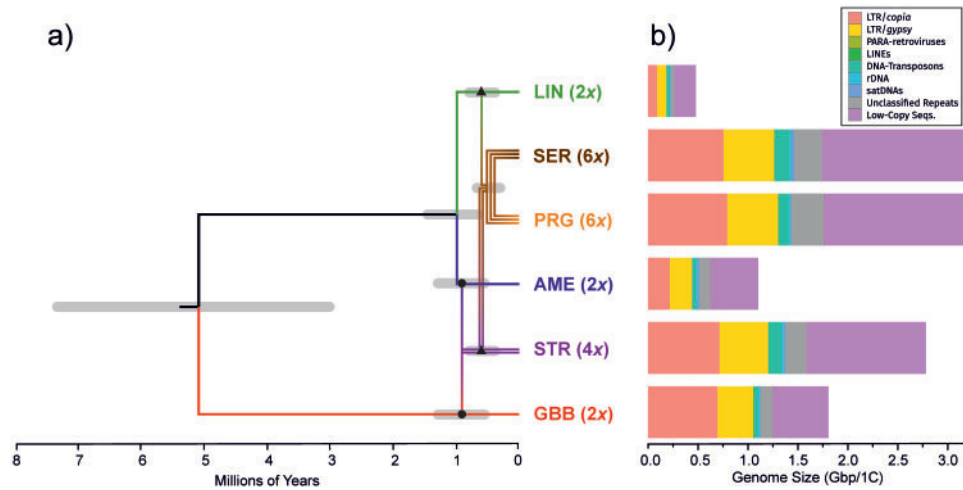 a)
LIN (2x)
SER (6x)
PRG (6x)
AME (2x)
STR (4x)
GBB (2x)
8 7 6 5 4 3 2 1 0
Millions of Years
b)
LTR/copia
LTR/gypsy
PARA-retroviruses
LINEs
DNA-Transposons
rDNA
satDNAs
Unclassified Repeats
Low-Copy Seqs.
0.0 0.5 1.0 1.5 2.0 2.5 3.0
Genome Size (Gbp/1C)